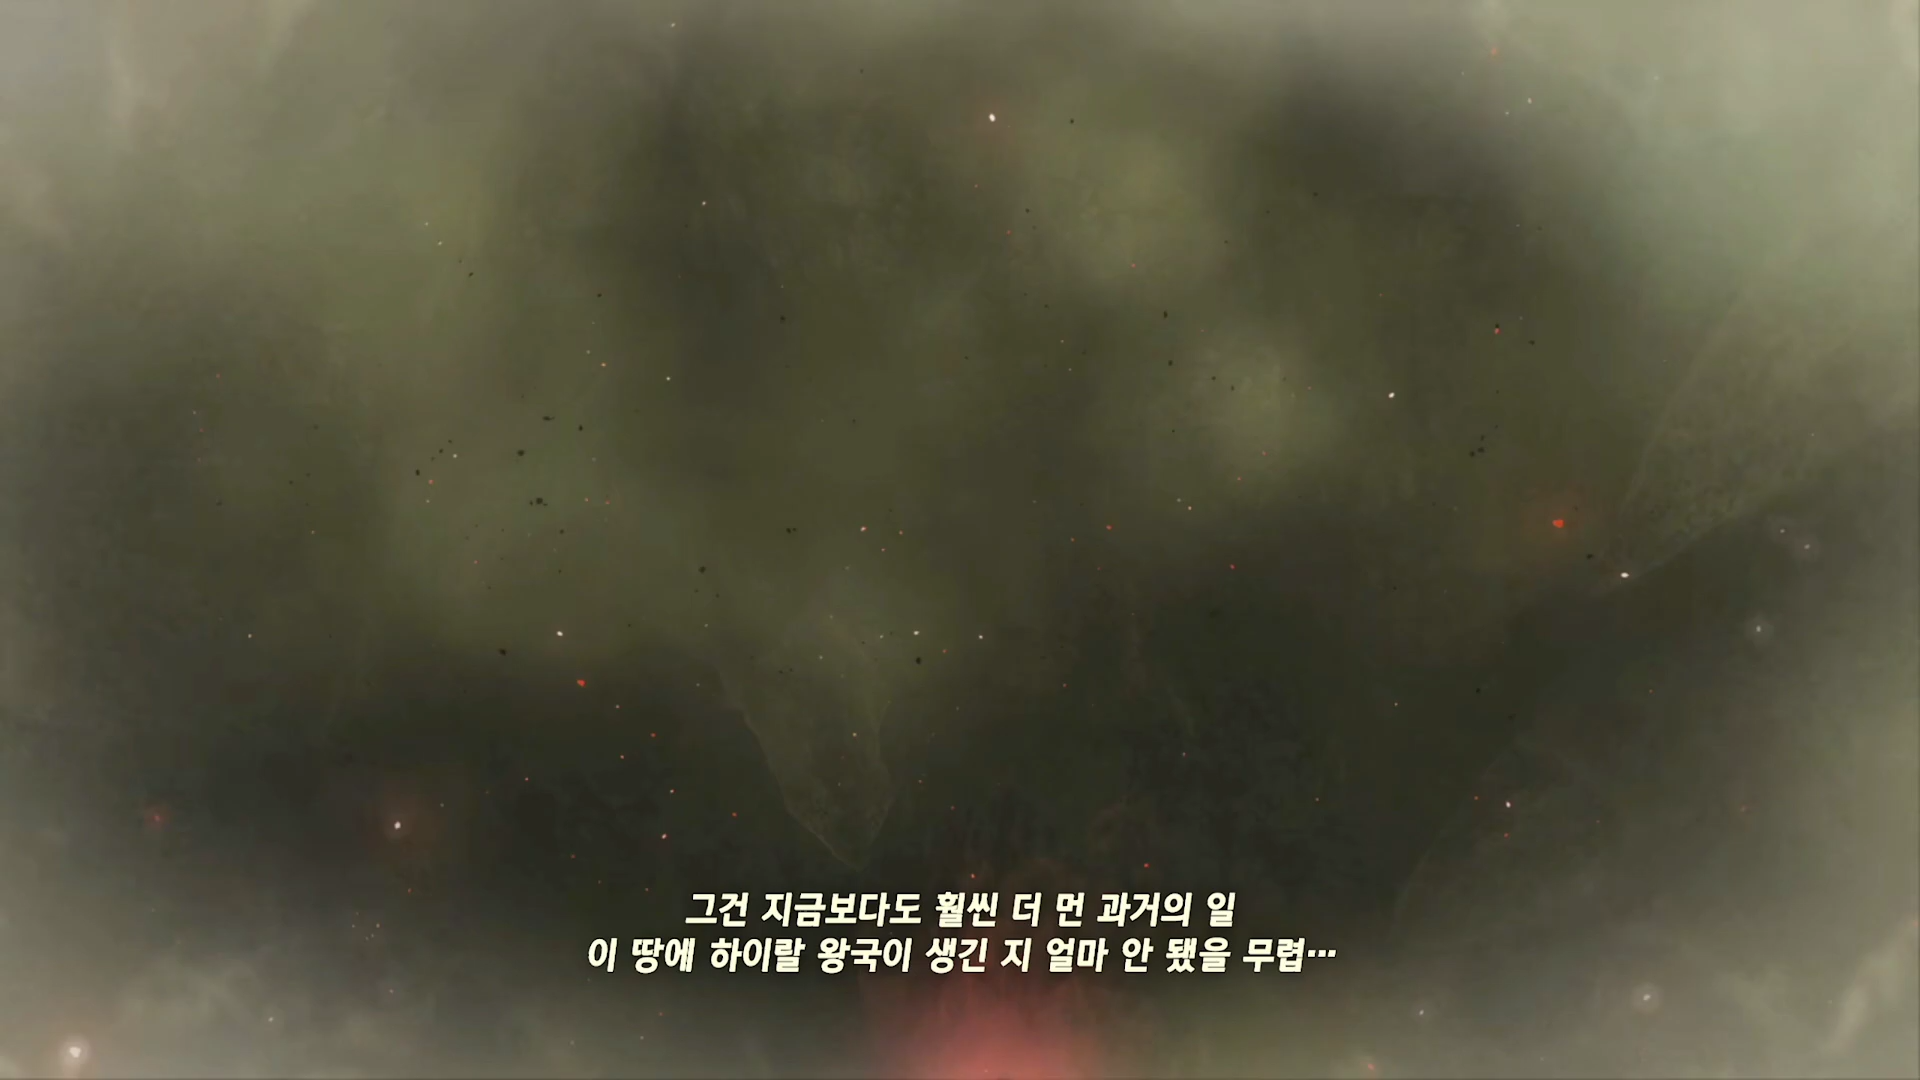 그건 지금보다도 훨씬 더 먼 과거의 일
이 땅에 하이랄 왕국이 생긴 지 얼마 안 됐을 무렵…